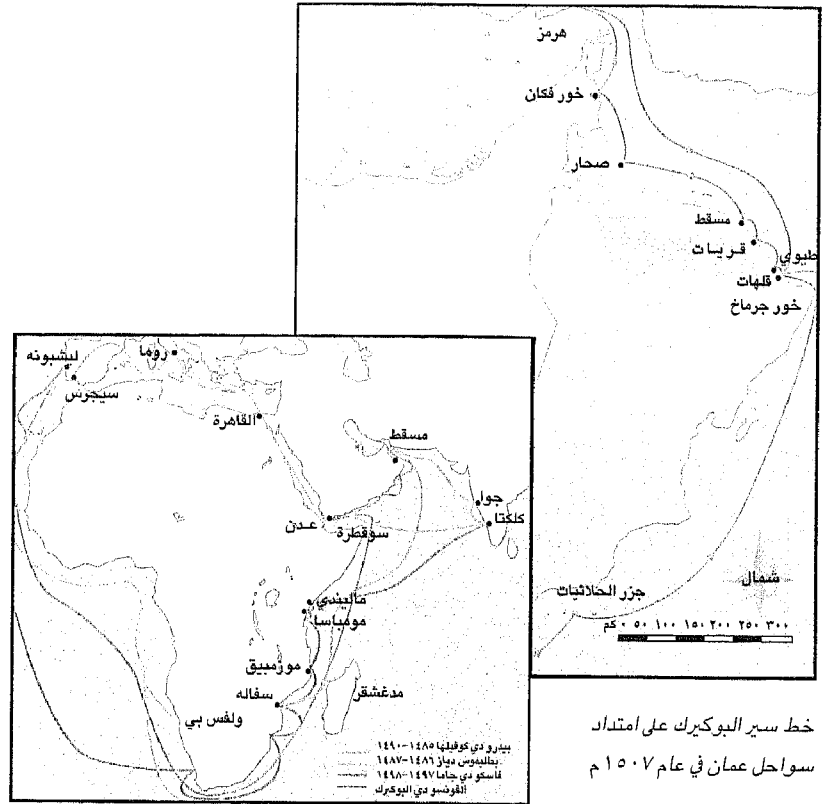 هرمز
خور فكان
صحار
مسقط
قريات
طيوي
قلهات
خور جرماخ
جزر الحلانيات
شمال
٠ ٥٠ ١٠٠ ١٥٠ ٢٠٠ ٢٥٠ ٣٠٠ كم
ليشبونه
روما
سيجرس
القاهرة
مسقط
جوا
كلكتا
عدن
سوقطرة
ماليندي
مومباسا
موزمبيق
سفاله
مدغشقر
ولفس بي
بيدرو دي كوفيلها ١٤٨٥-١٤٩٠
بطليموس دياز ١٤٨٦-١٤٨٧
فاسكو دي جاما ١٤٩٧-١٤٩٨
الفونسو دي البوكيرك
خط سير البوكيرك على امتداد
سواحل عمان في عام ١٥٠٧ م